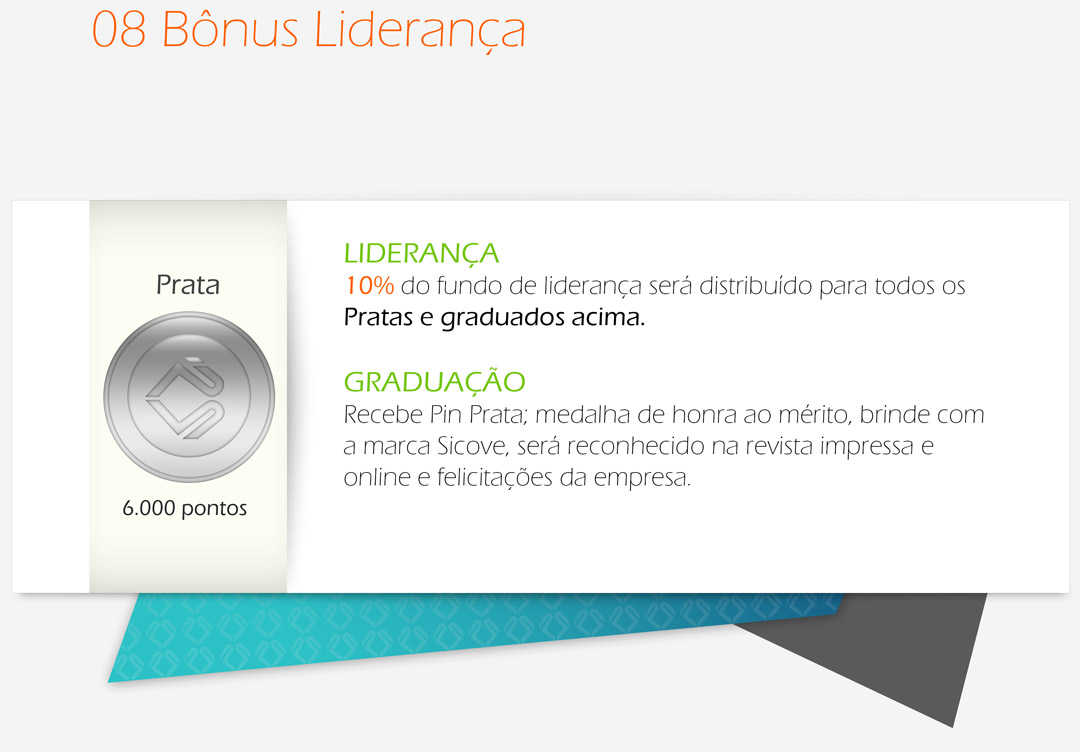 08 Bônus Liderança
Prata
6.000 pontos
LIDERANÇA
10% do fundo de liderança será distribuído para todos os
Pratas e graduados acima.
GRADUAÇÃO
Recebe Pin Prata; medalha de honra ao mérito, brinde com
a marca Sicove, será reconhecido na revista impressa e
online e felicitações da empresa.